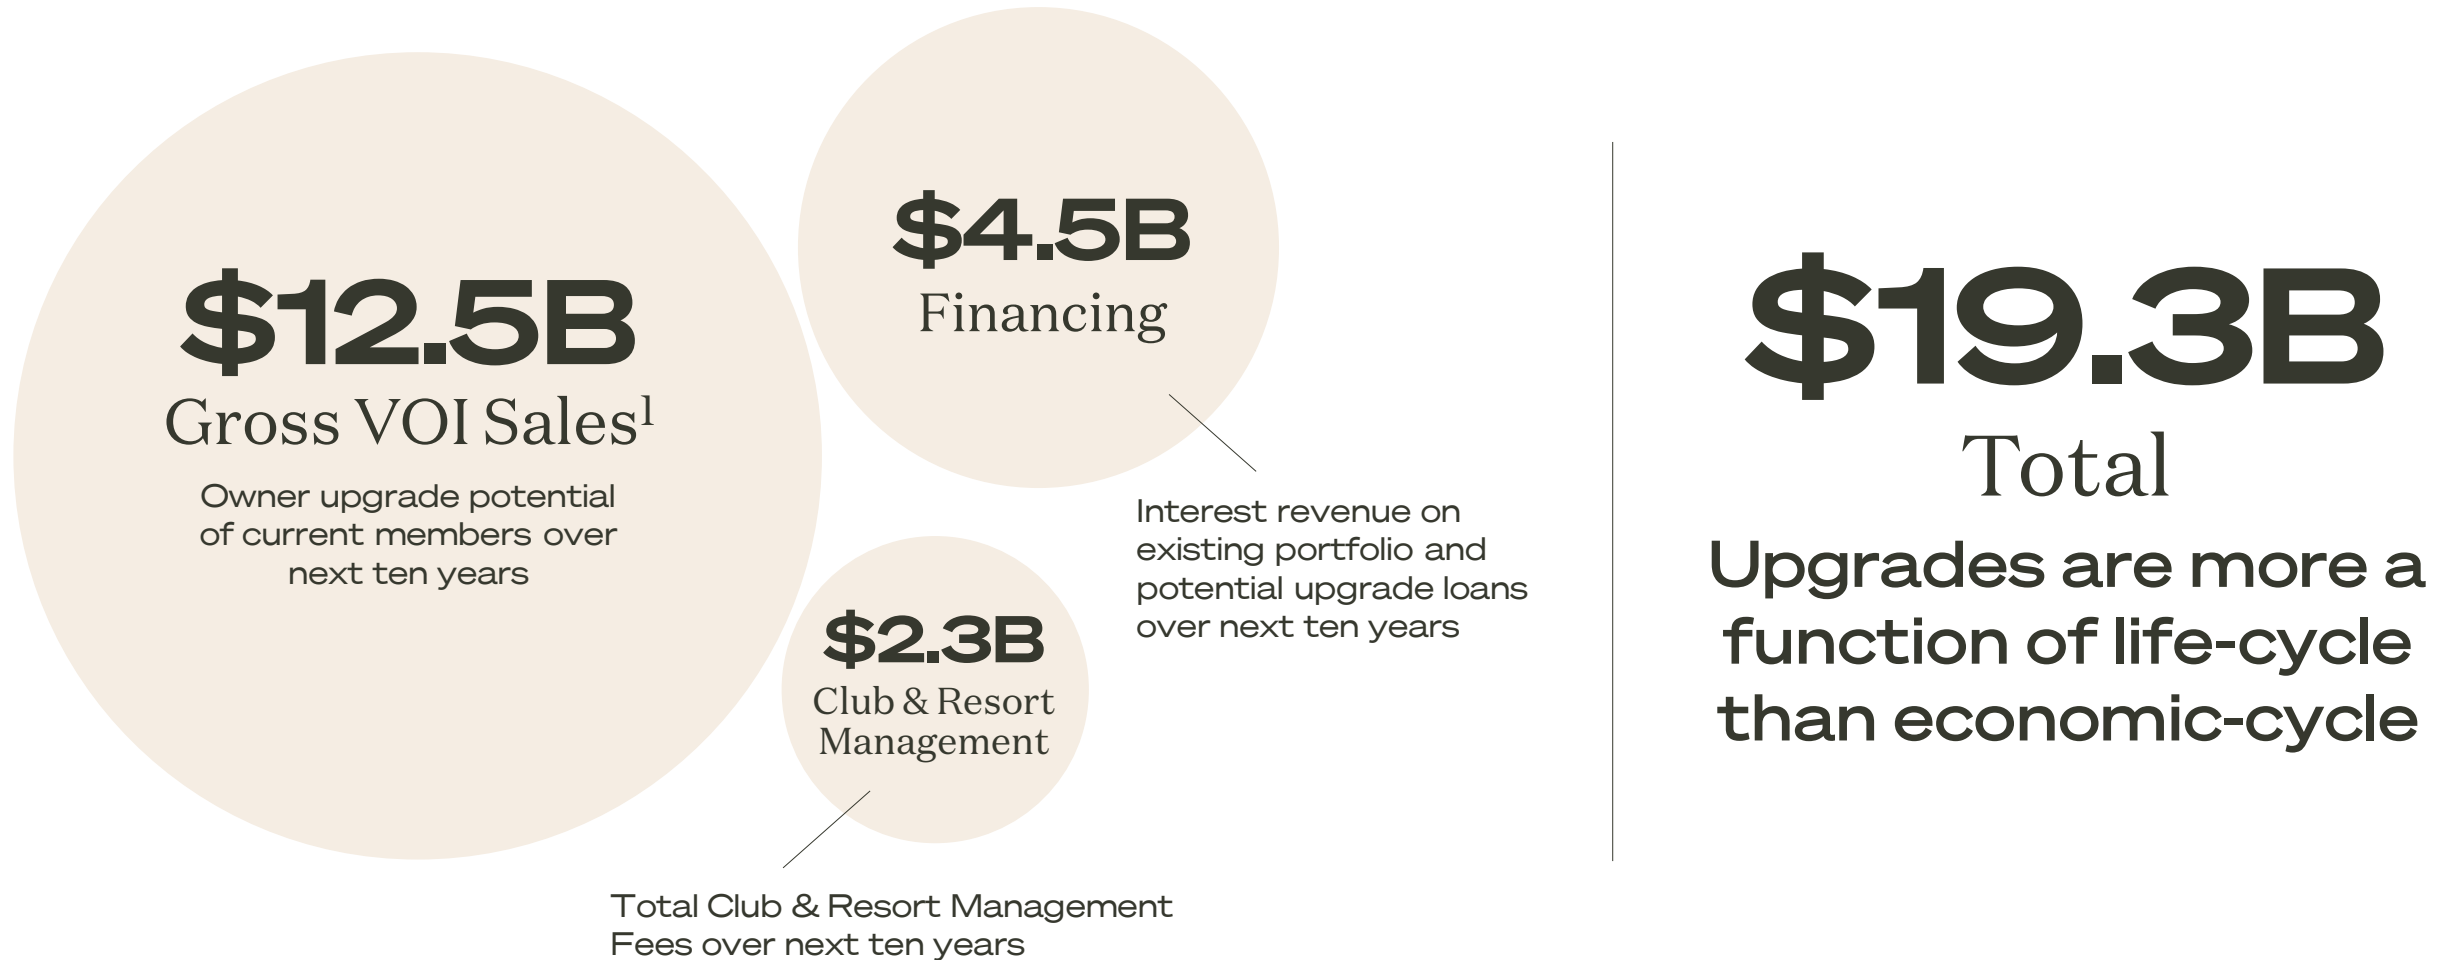 $12.5B
Gross VOI Sales¹
Owner upgrade potential
of current members over
next ten years
$4.5B
Financing
Interest revenue on
existing portfolio and
potential upgrade loans
over next ten years
$2.3B
Club & Resort
Management
Total Club & Resort Management
Fees over next ten years
$19.3B
Total
Upgrades are more a
function of life-cycle
than economic-cycle